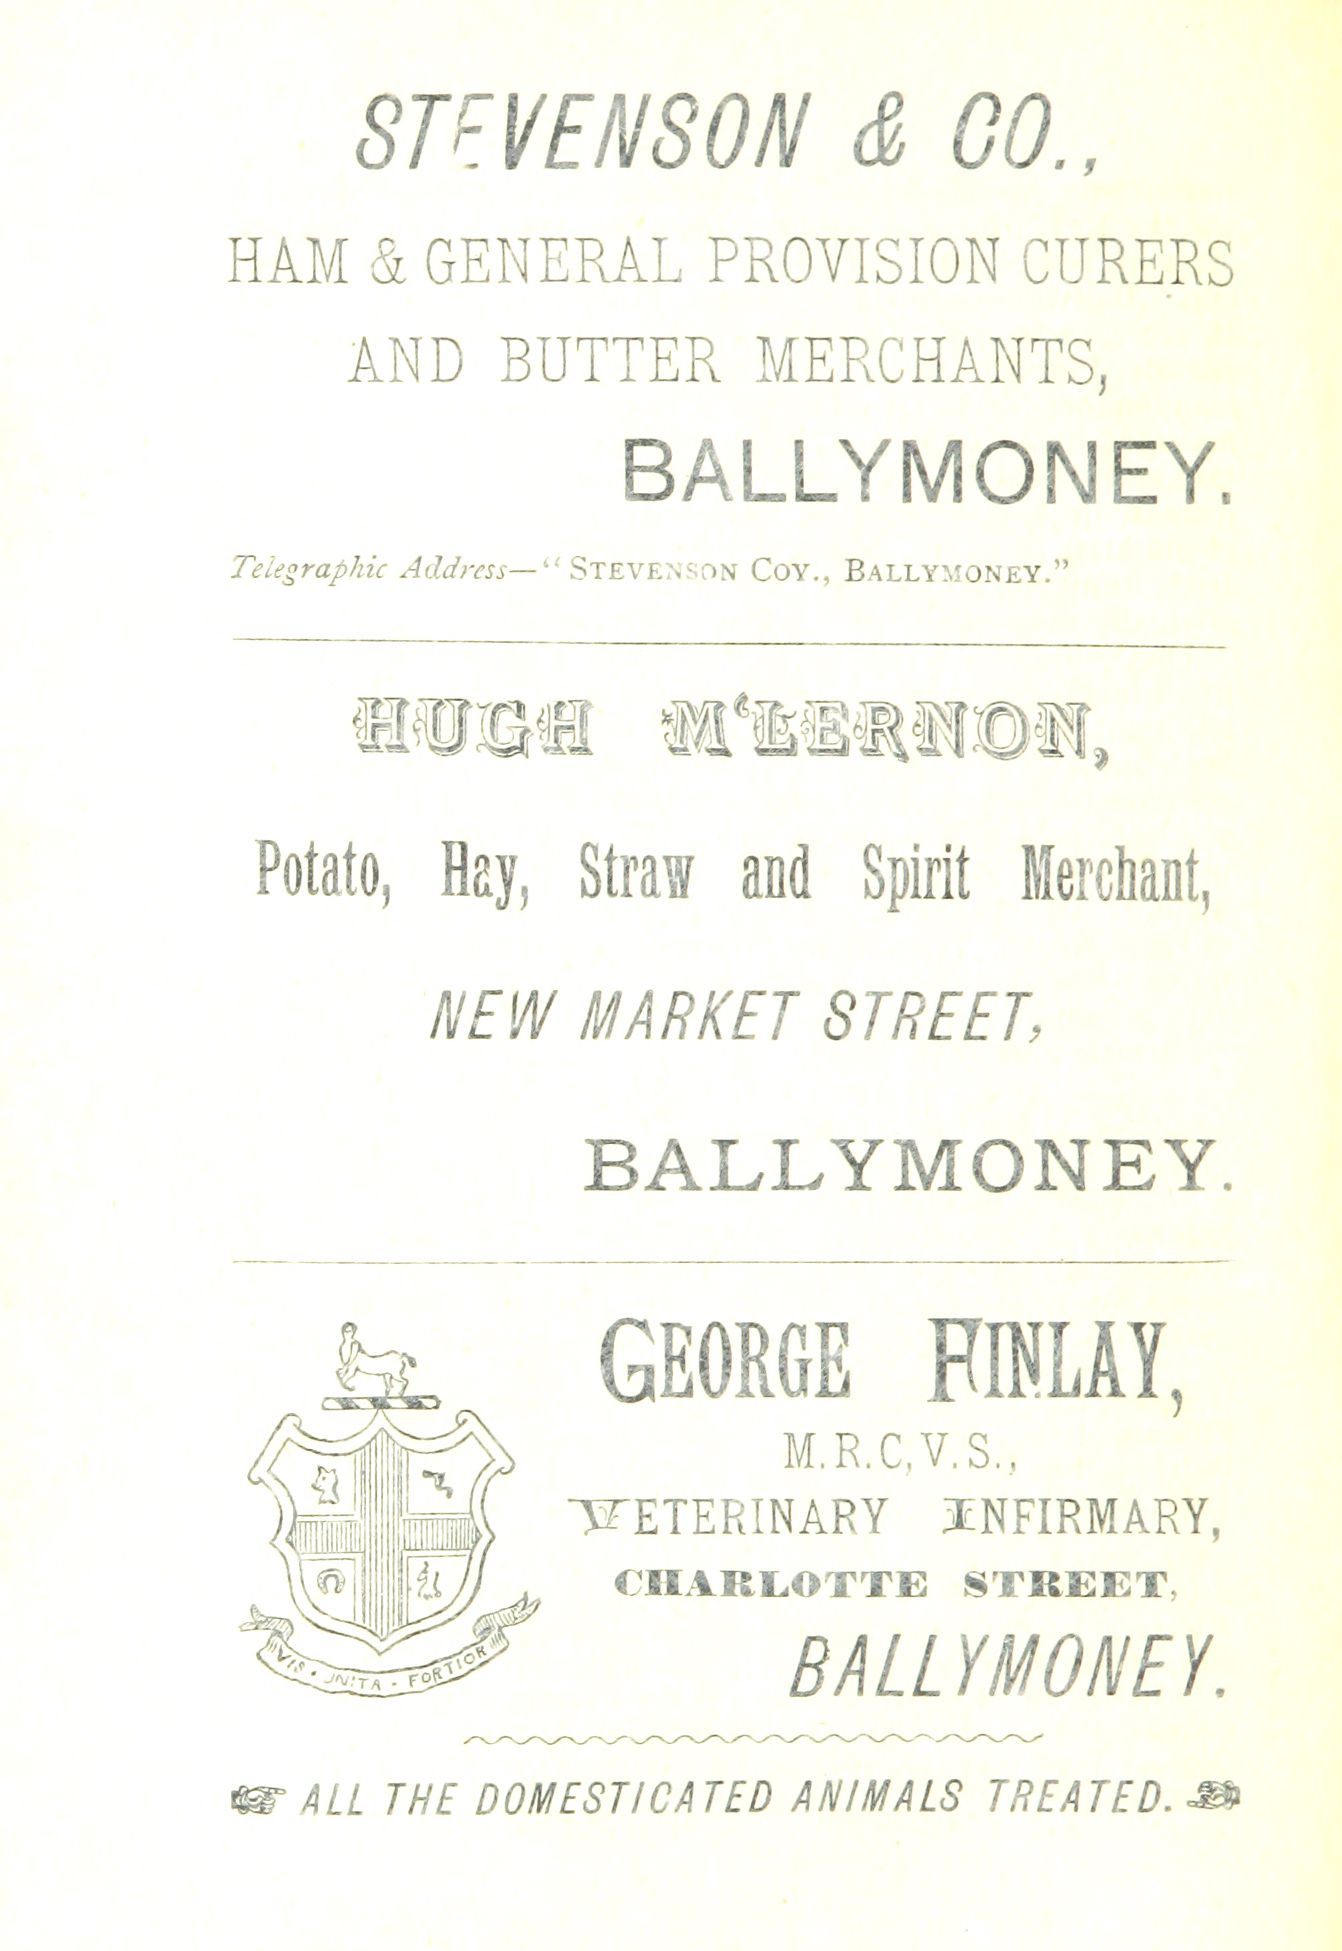 STEVENSON & CO.,
HAM & GENERAL PROVISION CURERS
AND BUTTER MERCHANTS,
BALLYMONEY.
Telegraphic Address—“STEVENSON COY., BALLYMONEY.”
HUGH M‘LERNON,
Potato, Hay, Straw and Spirit Merchant,
NEW MARKET STREET,
BALLYMONEY.
GEORGE FINLAY,
M.R.C,V.S.,
VETERINARY INFIRMARY,
CHARLOTTE STREET,
BALLYMONEY.
VIS · UNITA · FORTIOR
ALL THE DOMESTICATED ANIMALS TREATED.